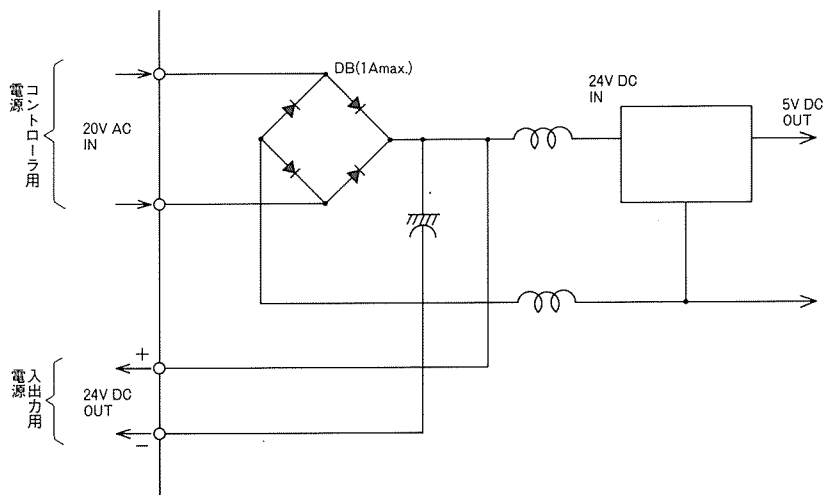 DB(1Amax.)
24V DC
IN
5V DC
OUT
コントローラ用
電源
20V AC
IN
入出力用
電源
24V DC
OUT
+
−